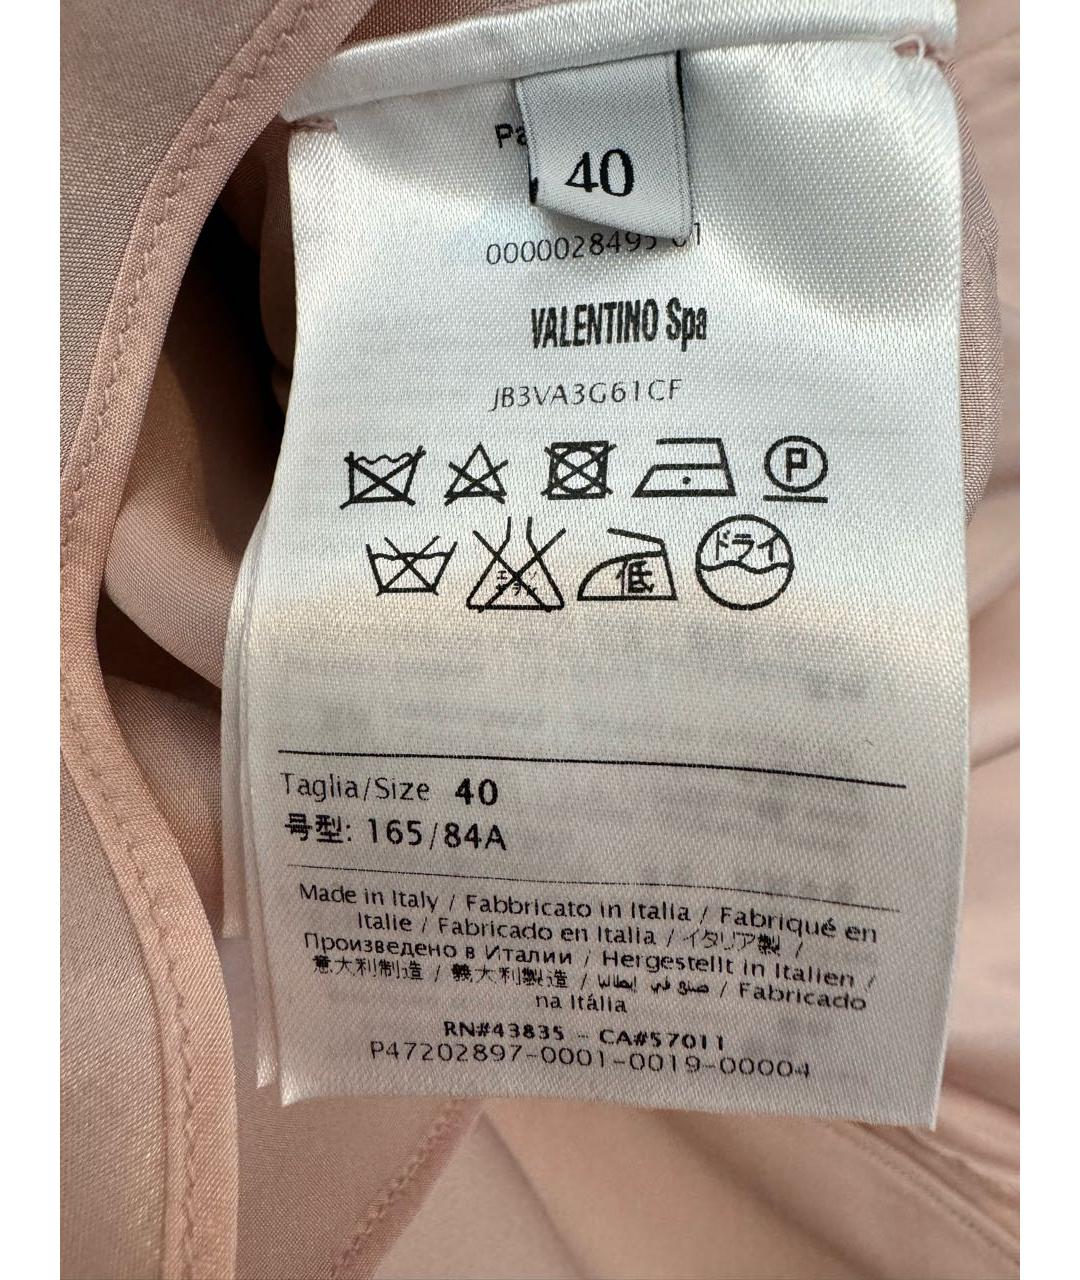 40
VALENTINO Spa
JB3VA3G61CF
P
ドライ
低
Taglia/Size 40
号型: 165/84A
Made in Italy / Fabbricato in Italia / Fabriqué en
Italie / Fabricado en Italia / イタリア製 /
Произведено в Италии / Hergestellt in Italien /
意大利制造 / 義大利製造 / صنع في إيطاليا / Fabricado
na Itália
RN#43835 - CA#57011
P47202897-0001-0019-00004